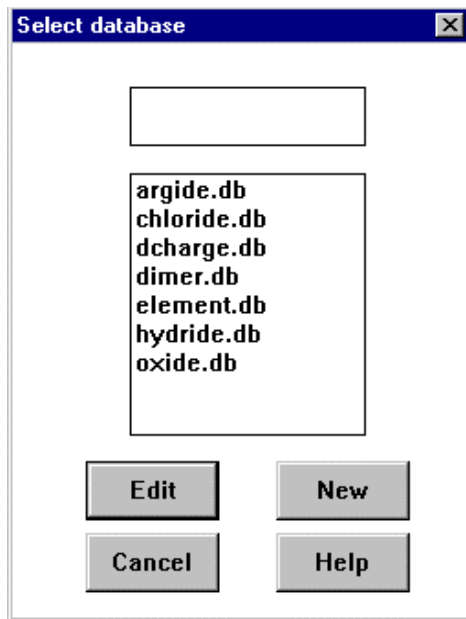 Select database
argide.db
chloride.db
dcharge.db
dimer.db
element.db
hydride.db
oxide.db
Edit New
Cancel Help